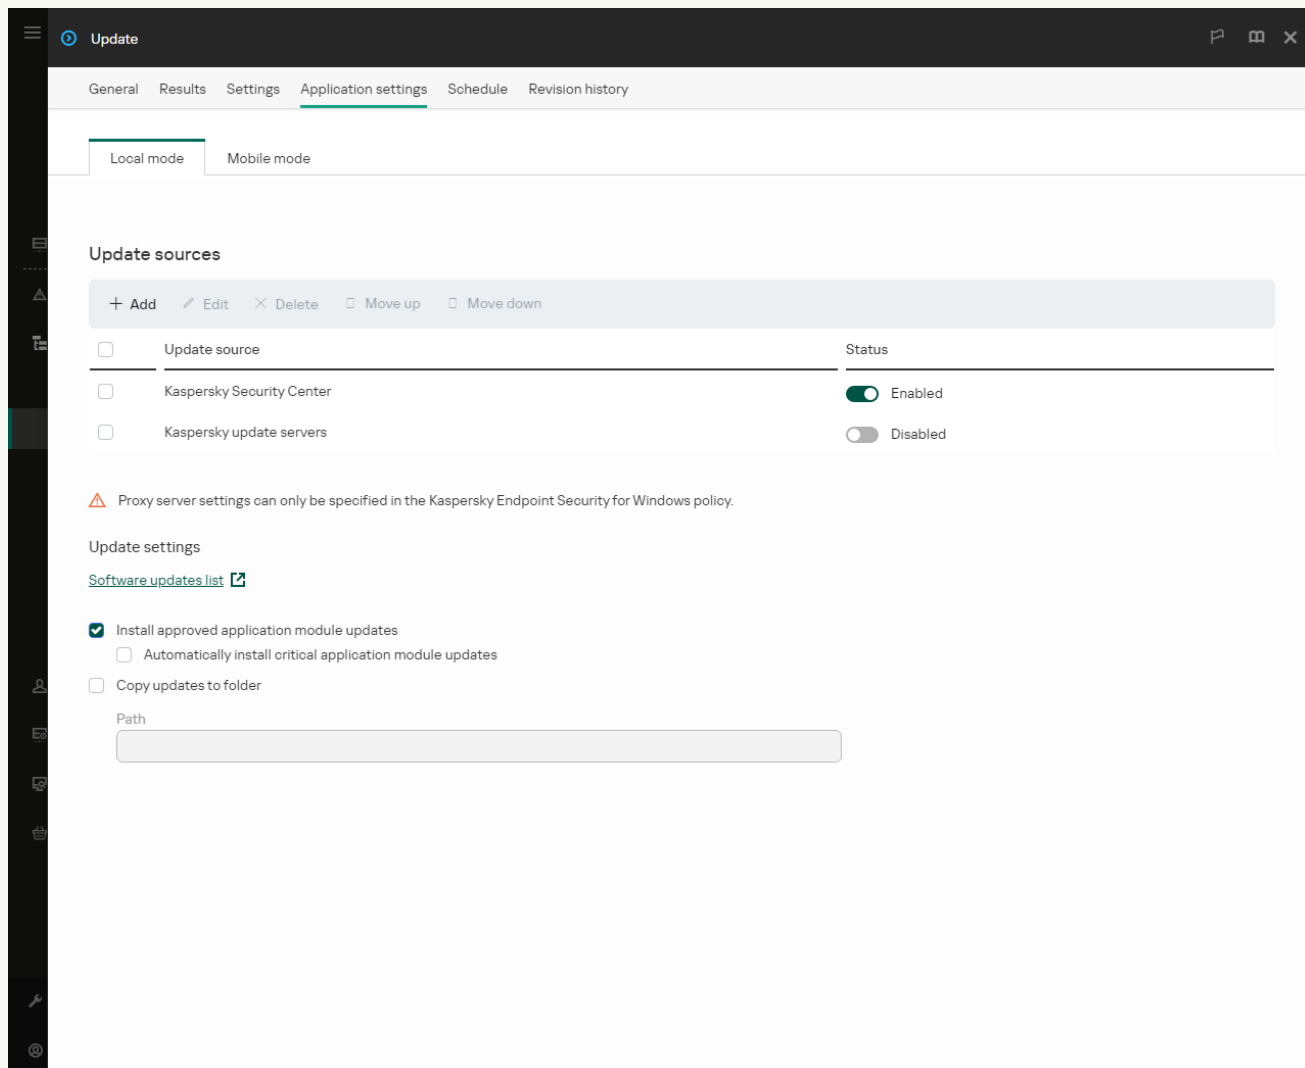 Update
General Results Settings Application settings Schedule Revision history
Local mode Mobile mode
Update sources
Add Edit Delete Move up Move down
Update source Status
Kaspersky Security Center Enabled
Kaspersky update servers Disabled
Proxy server settings can only be specified in the Kaspersky Endpoint Security for Windows policy.
Update settings
Software updates list
Install approved application module updates
Automatically install critical application module updates
Copy updates to folder
Path